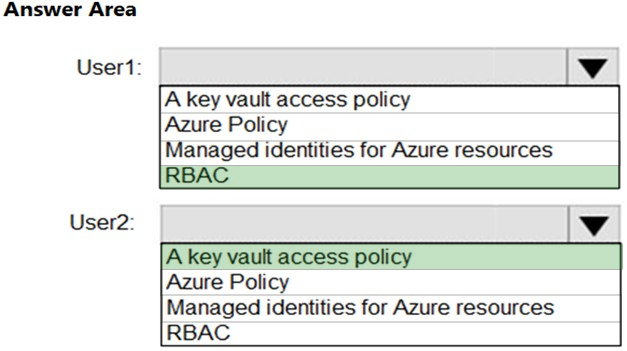 Answer Area
User1:
A key vault access policy
Azure Policy
Managed identities for Azure resources
RBAC
User2:
A key vault access policy
Azure Policy
Managed identities for Azure resources
RBAC